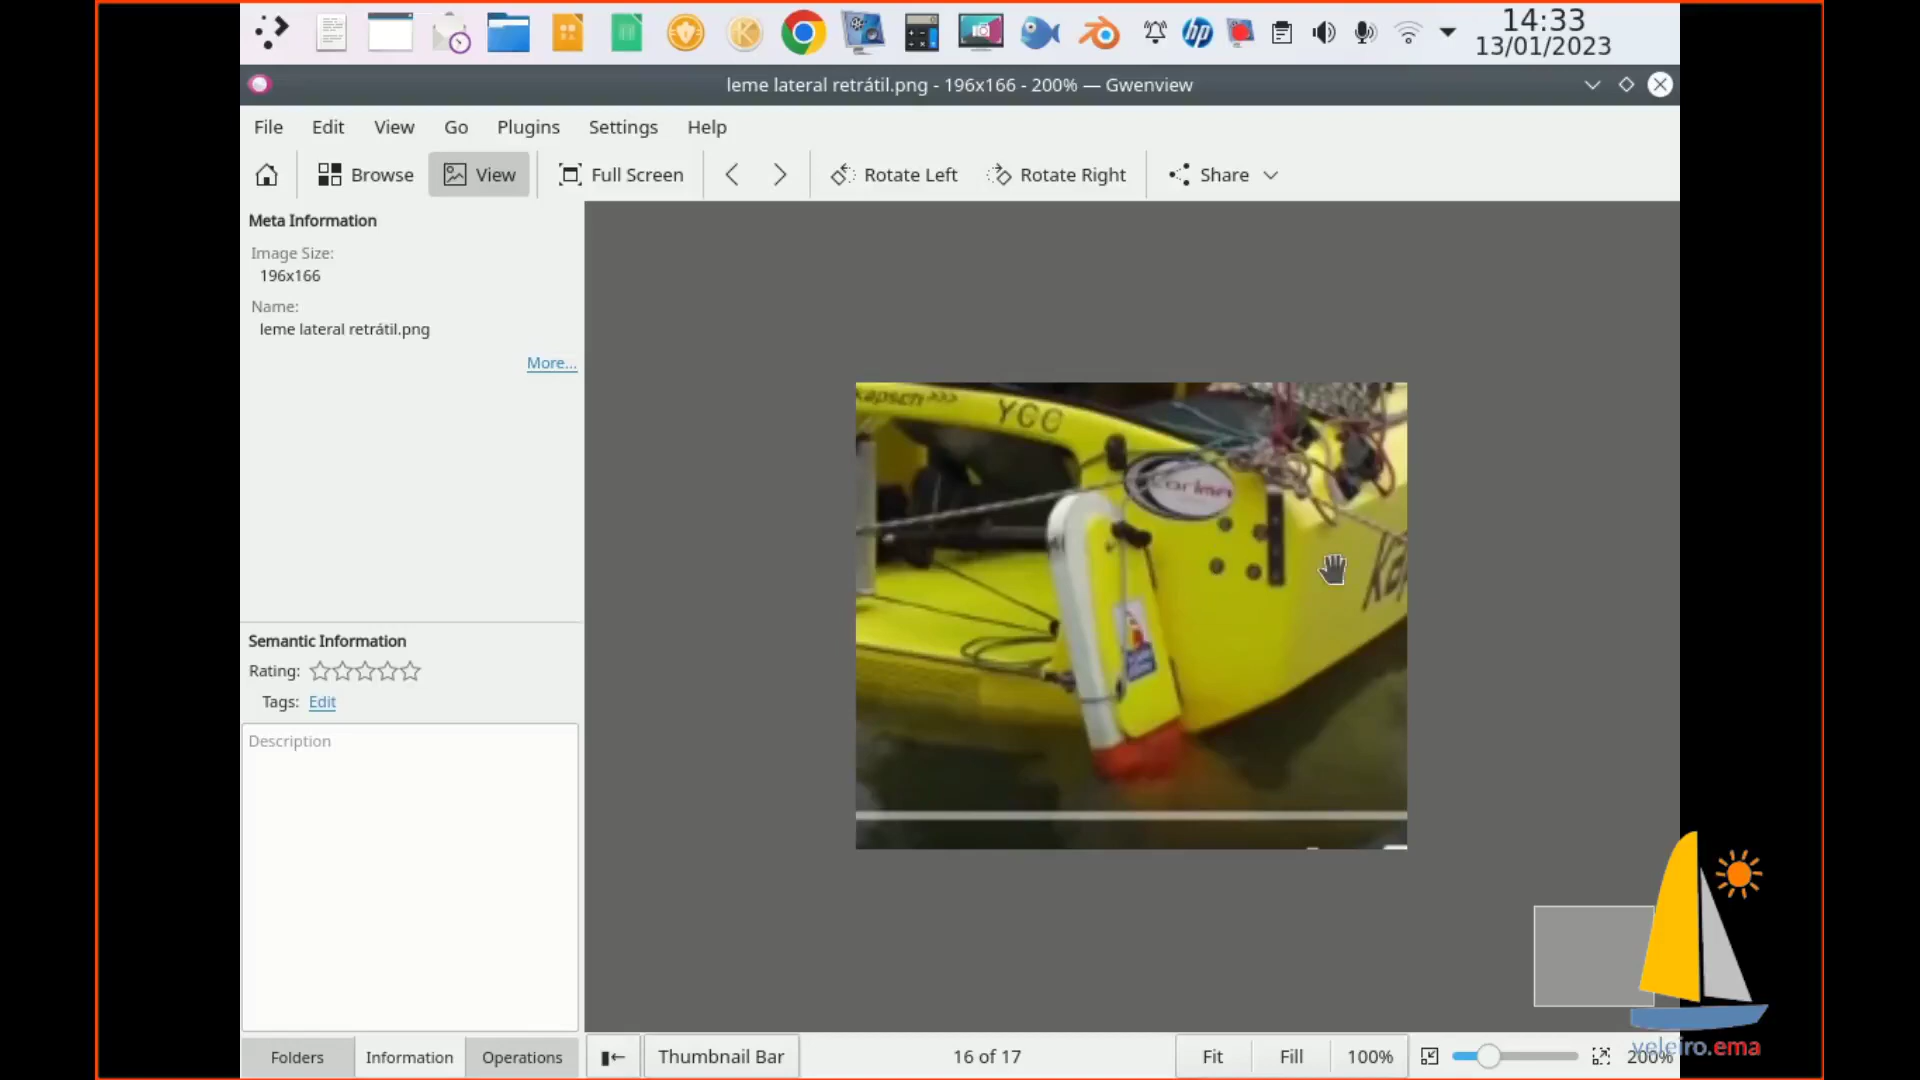 14:33
13/01/2023
leme lateral retrátil.png - 196x166 - 200% — Gwenview
File Edit View Go Plugins Settings Help
Browse View Full Screen Rotate Left Rotate Right Share
Meta Information
Image Size:
196x166
Name:
leme lateral retrátil.png
More...
Semantic Information
Rating:
Tags: Edit
Description
kapsch >>>
YCC
Folders Information Operations
Thumbnail Bar
16 of 17
Fit Fill 100% 200%
veleiro.ema